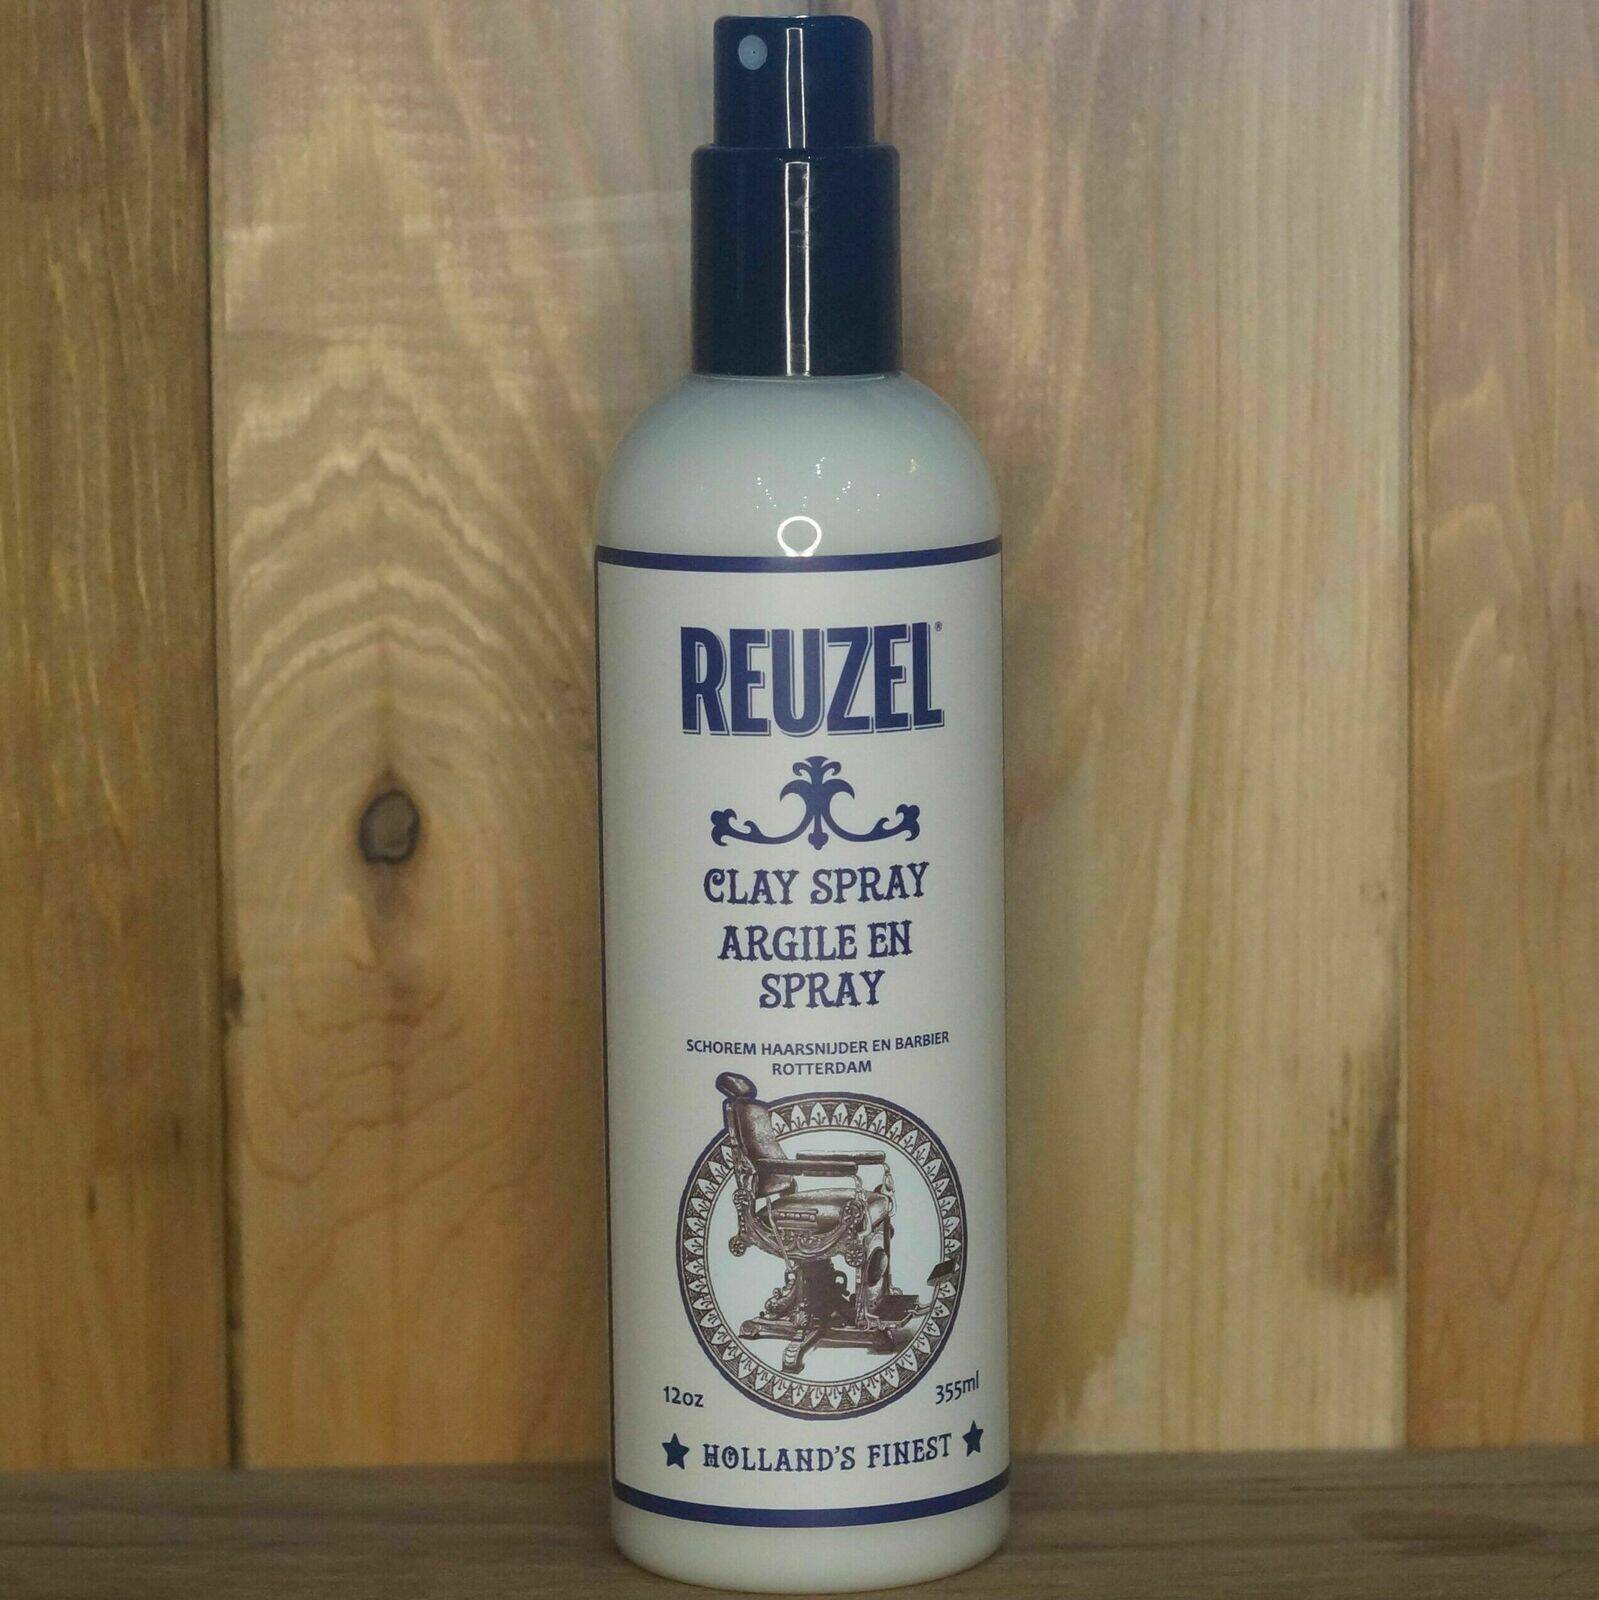 REUZEL®
CLAY SPRAY
ARGILE EN
SPRAY
SCHOREM HAARSNIJDER EN BARBIER
ROTTERDAM
12oz 355ml
★ HOLLAND'S FINEST ★